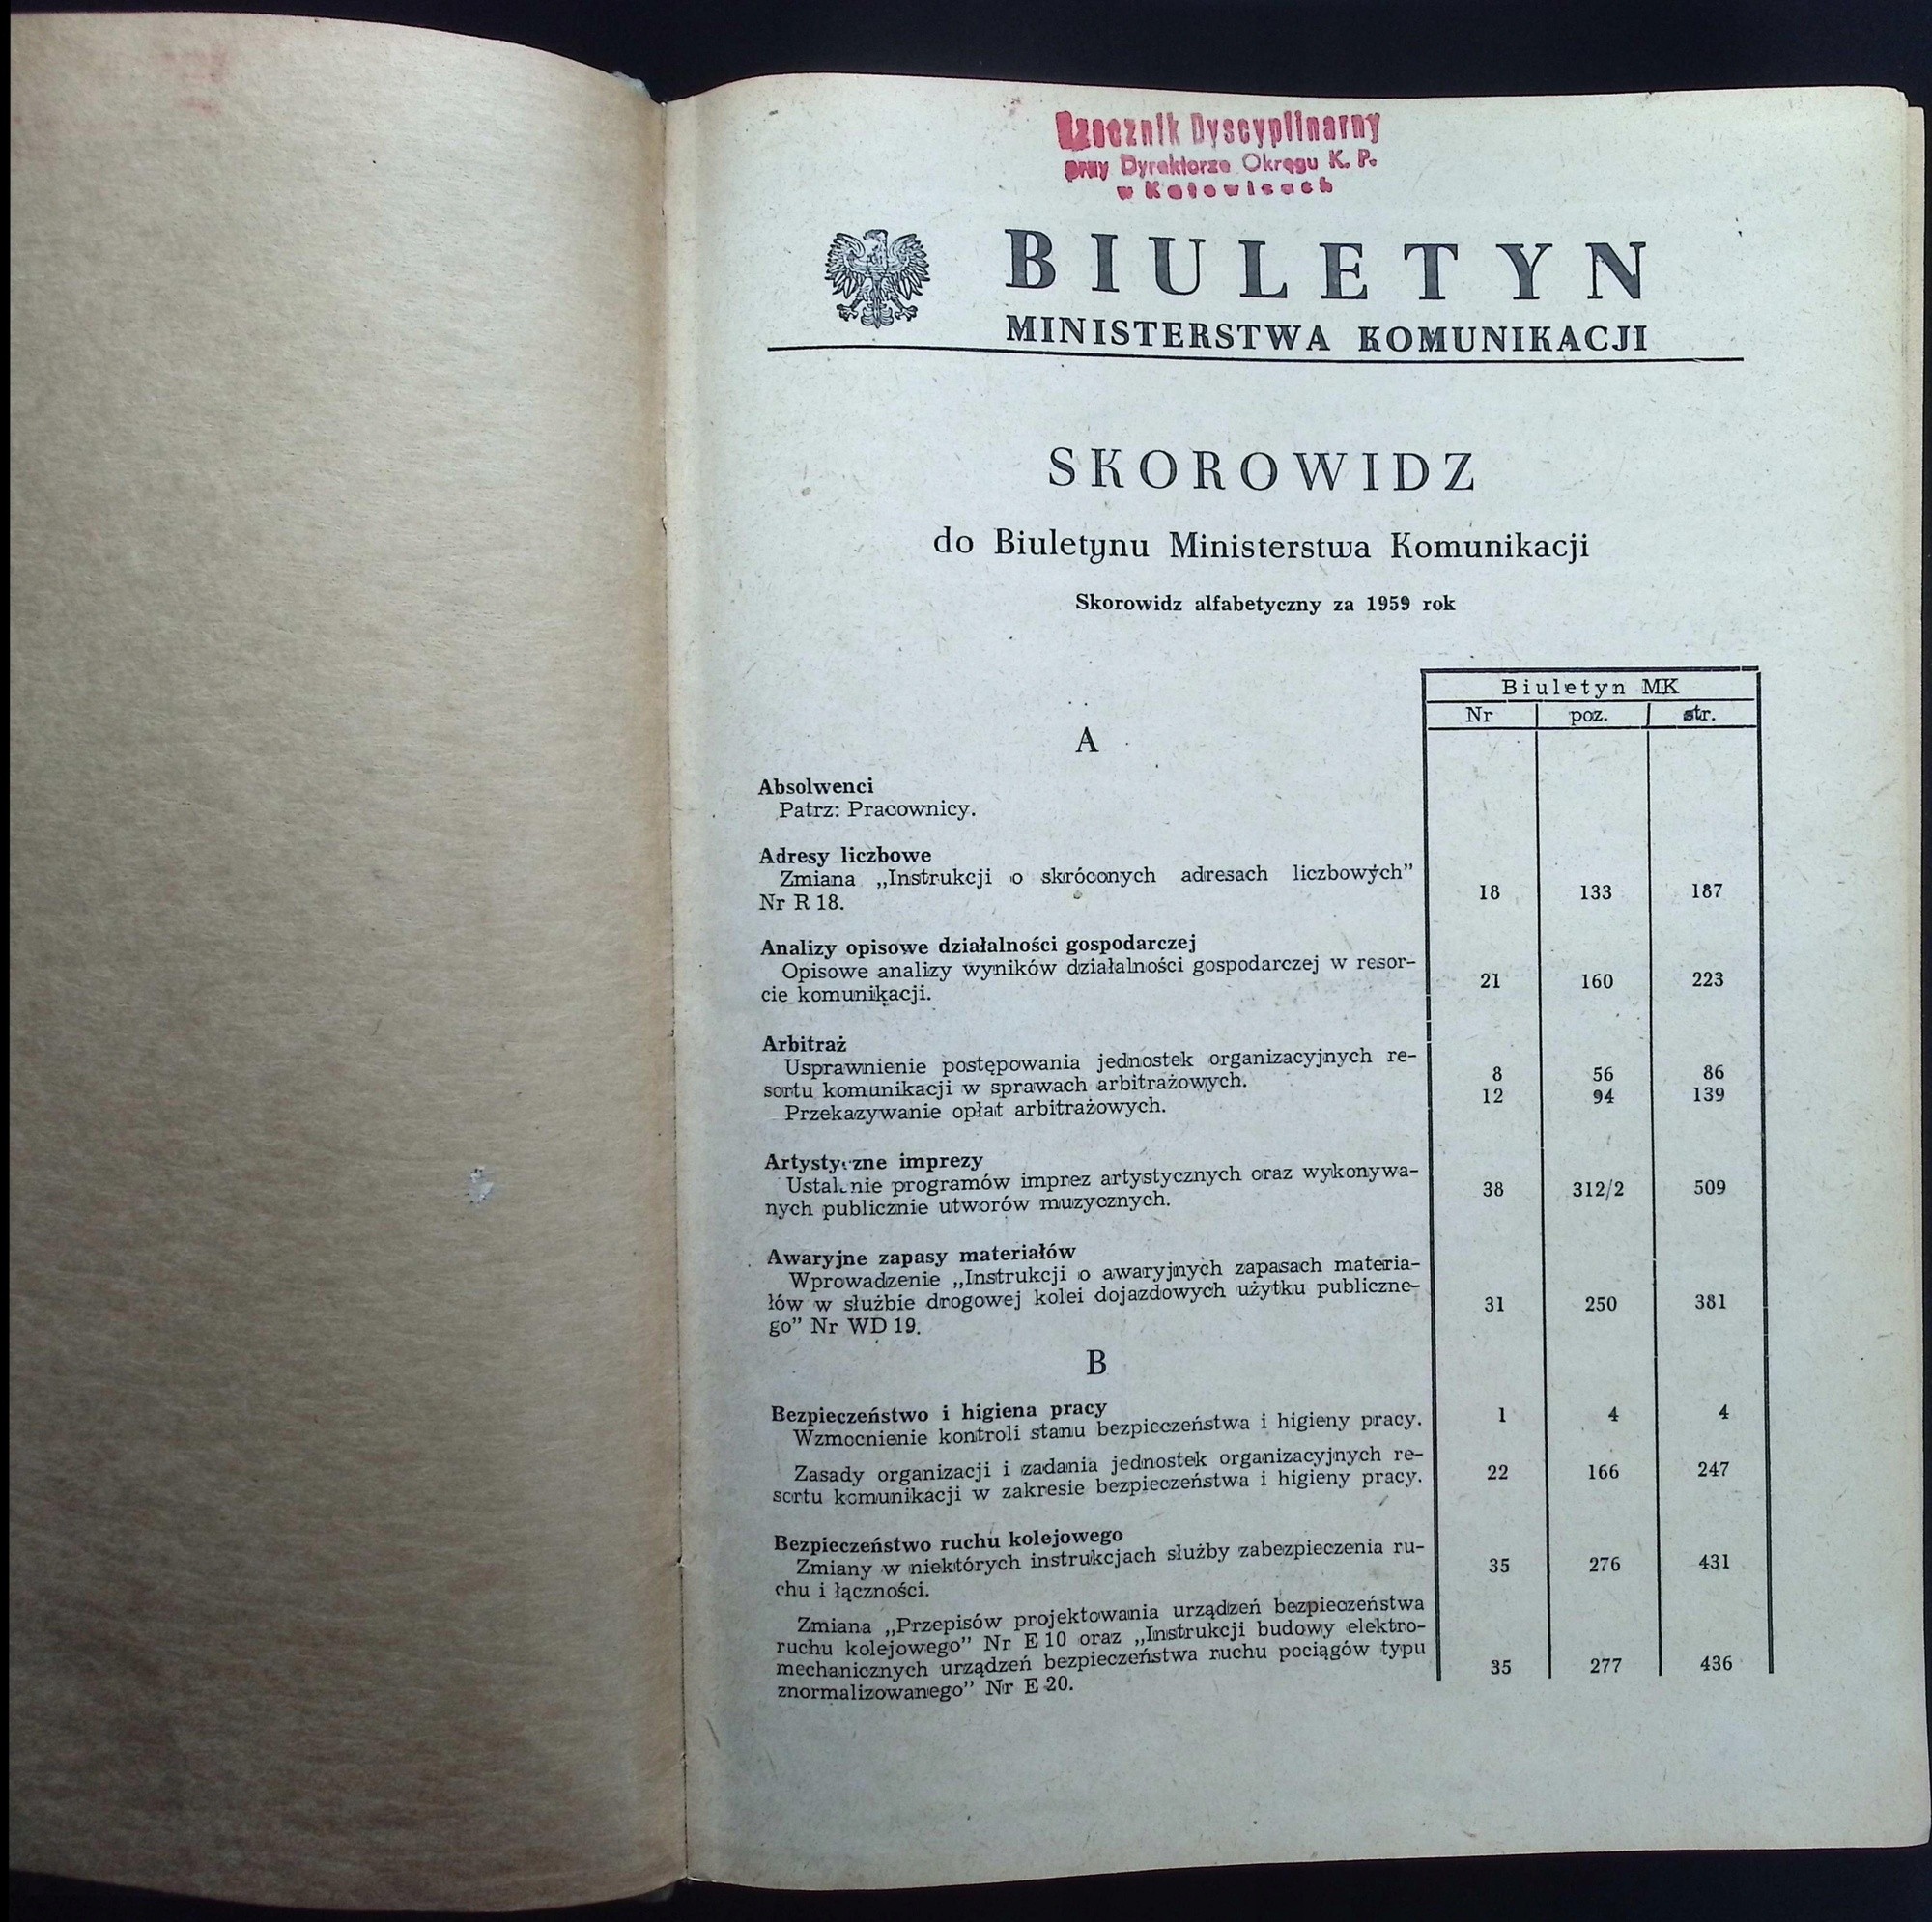 Rzecznik Dyscyplinarny
przy Dyrektorze Okręgu K. P.
w Katowicach
BIULETYN
MINISTERSTWA KOMUNIKACJI
SKOROWIDZ
do Biuletynu Ministerstwa Komunikacji
Skorowidz alfabetyczny za 1959 rok
Biuletyn MK
Nr poz. str.
A
Absolwenci
Patrz: Pracownicy.
Adresy liczbowe
Zmiana „Instrukcji o skróconych adresach liczbowych”
Nr R 18. 18 133 187
Analizy opisowe działalności gospodarczej
Opisowe analizy wyników działalności gospodarczej w resor-
cie komunikacji. 21 160 223
Arbitraż
Usprawnienie postępowania jednostek organizacyjnych re-
sortu komunikacji w sprawach arbitrażowych. 8 56 86
Przekazywanie opłat arbitrażowych. 12 94 139
Artystyczne imprezy
Ustalenie programów imprez artystycznych oraz wykonywa-
nych publicznie utworów muzycznych. 38 312/2 509
Awaryjne zapasy materiałów
Wprowadzenie „Instrukcji o awaryjnych zapasach materia-
łów w służbie drogowej kolei dojazdowych użytku publiczne-
go” Nr WD 19. 31 250 381
B
Bezpieczeństwo i higiena pracy
Wzmocnienie kontroli stanu bezpieczeństwa i higieny pracy. 1 4 4
Zasady organizacji i zadania jednostek organizacyjnych re-
sortu komunikacji w zakresie bezpieczeństwa i higieny pracy. 22 166 247
Bezpieczeństwo ruchu kolejowego
Zmiany w niektórych instrukcjach służby zabezpieczenia ru-
chu i łączności. 35 276 431
Zmiana „Przepisów projektowania urządzeń bezpieczeństwa
ruchu kolejowego” Nr E 10 oraz „Instrukcji budowy elektro-
mechanicznych urządzeń bezpieczeństwa ruchu pociągów typu
znormalizowanego” Nr E 20. 35 277 436